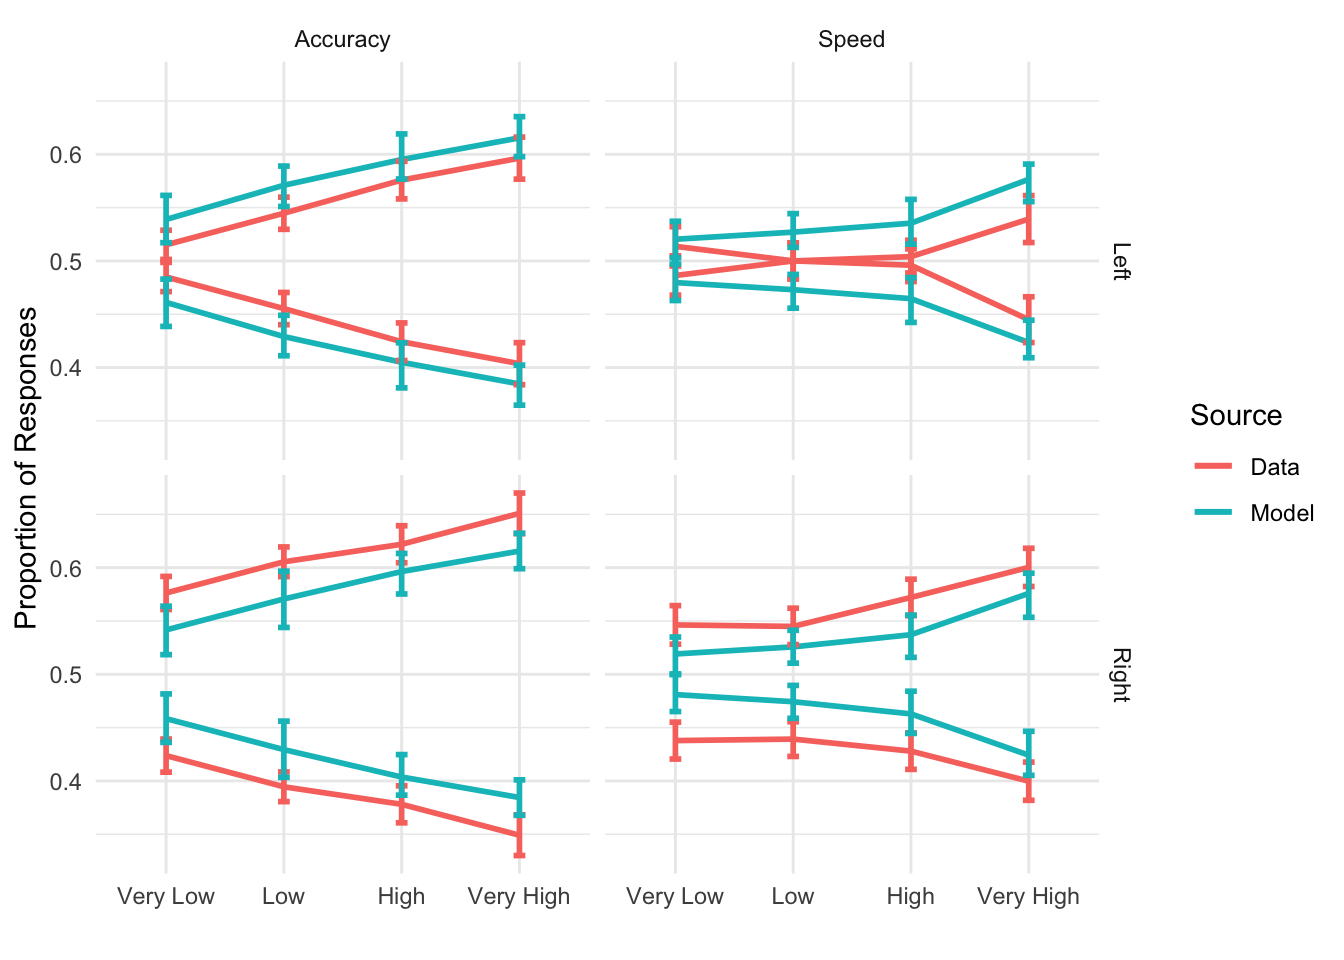 Accuracy
Speed
0.6
0.5
0.4
Left
Proportion of Responses
0.6
0.5
0.4
Right
Very Low
Low
High
Very High
Very Low
Low
High
Very High
Source
Data
Model